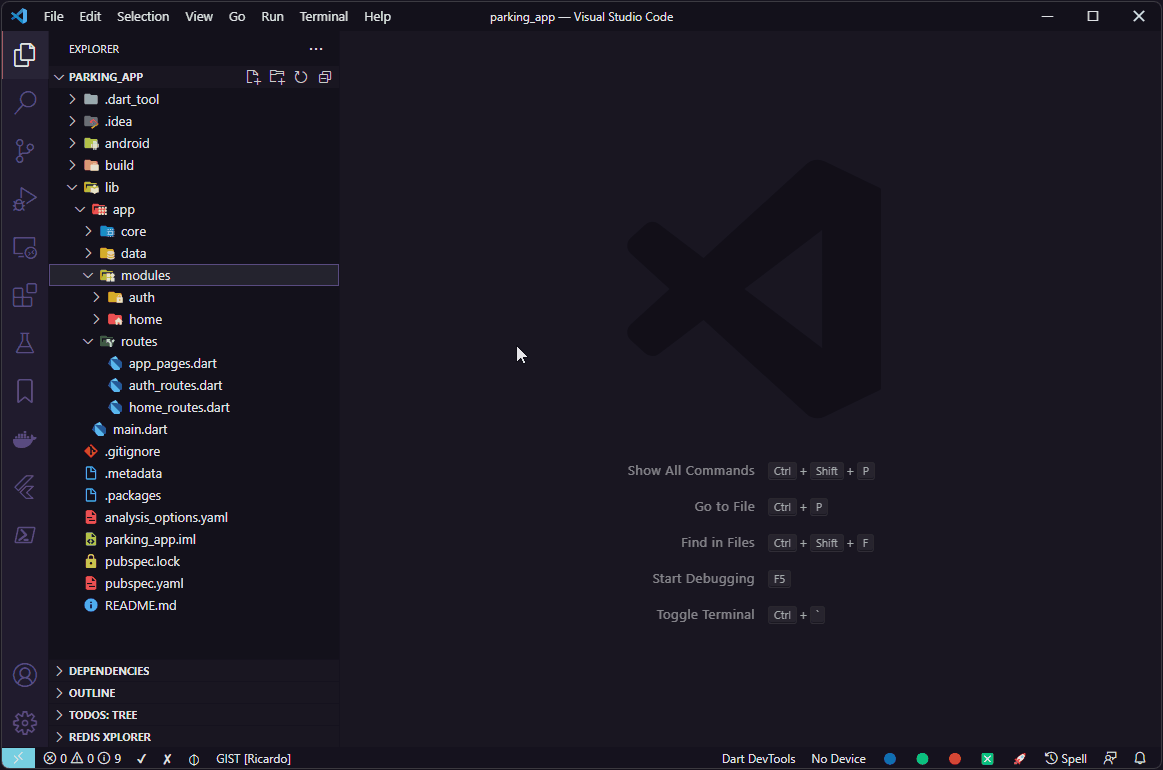 File Edit Selection View Go Run Terminal Help parking_app — Visual Studio Code
EXPLORER
PARKING_APP
.dart_tool
.idea
android
build
lib
app
core
data
modules
auth
home
routes
app_pages.dart
auth_routes.dart
home_routes.dart
main.dart
.gitignore
.metadata
.packages
analysis_options.yaml
parking_app.iml
pubspec.lock
pubspec.yaml
README.md
DEPENDENCIES
OUTLINE
TODOS: TREE
REDIS XPLORER
Show All Commands Ctrl + Shift + P
Go to File Ctrl + P
Find in Files Ctrl + Shift + F
Start Debugging F5
Toggle Terminal Ctrl + `
0 0 9 GIST [Ricardo] Dart DevTools No Device Spell